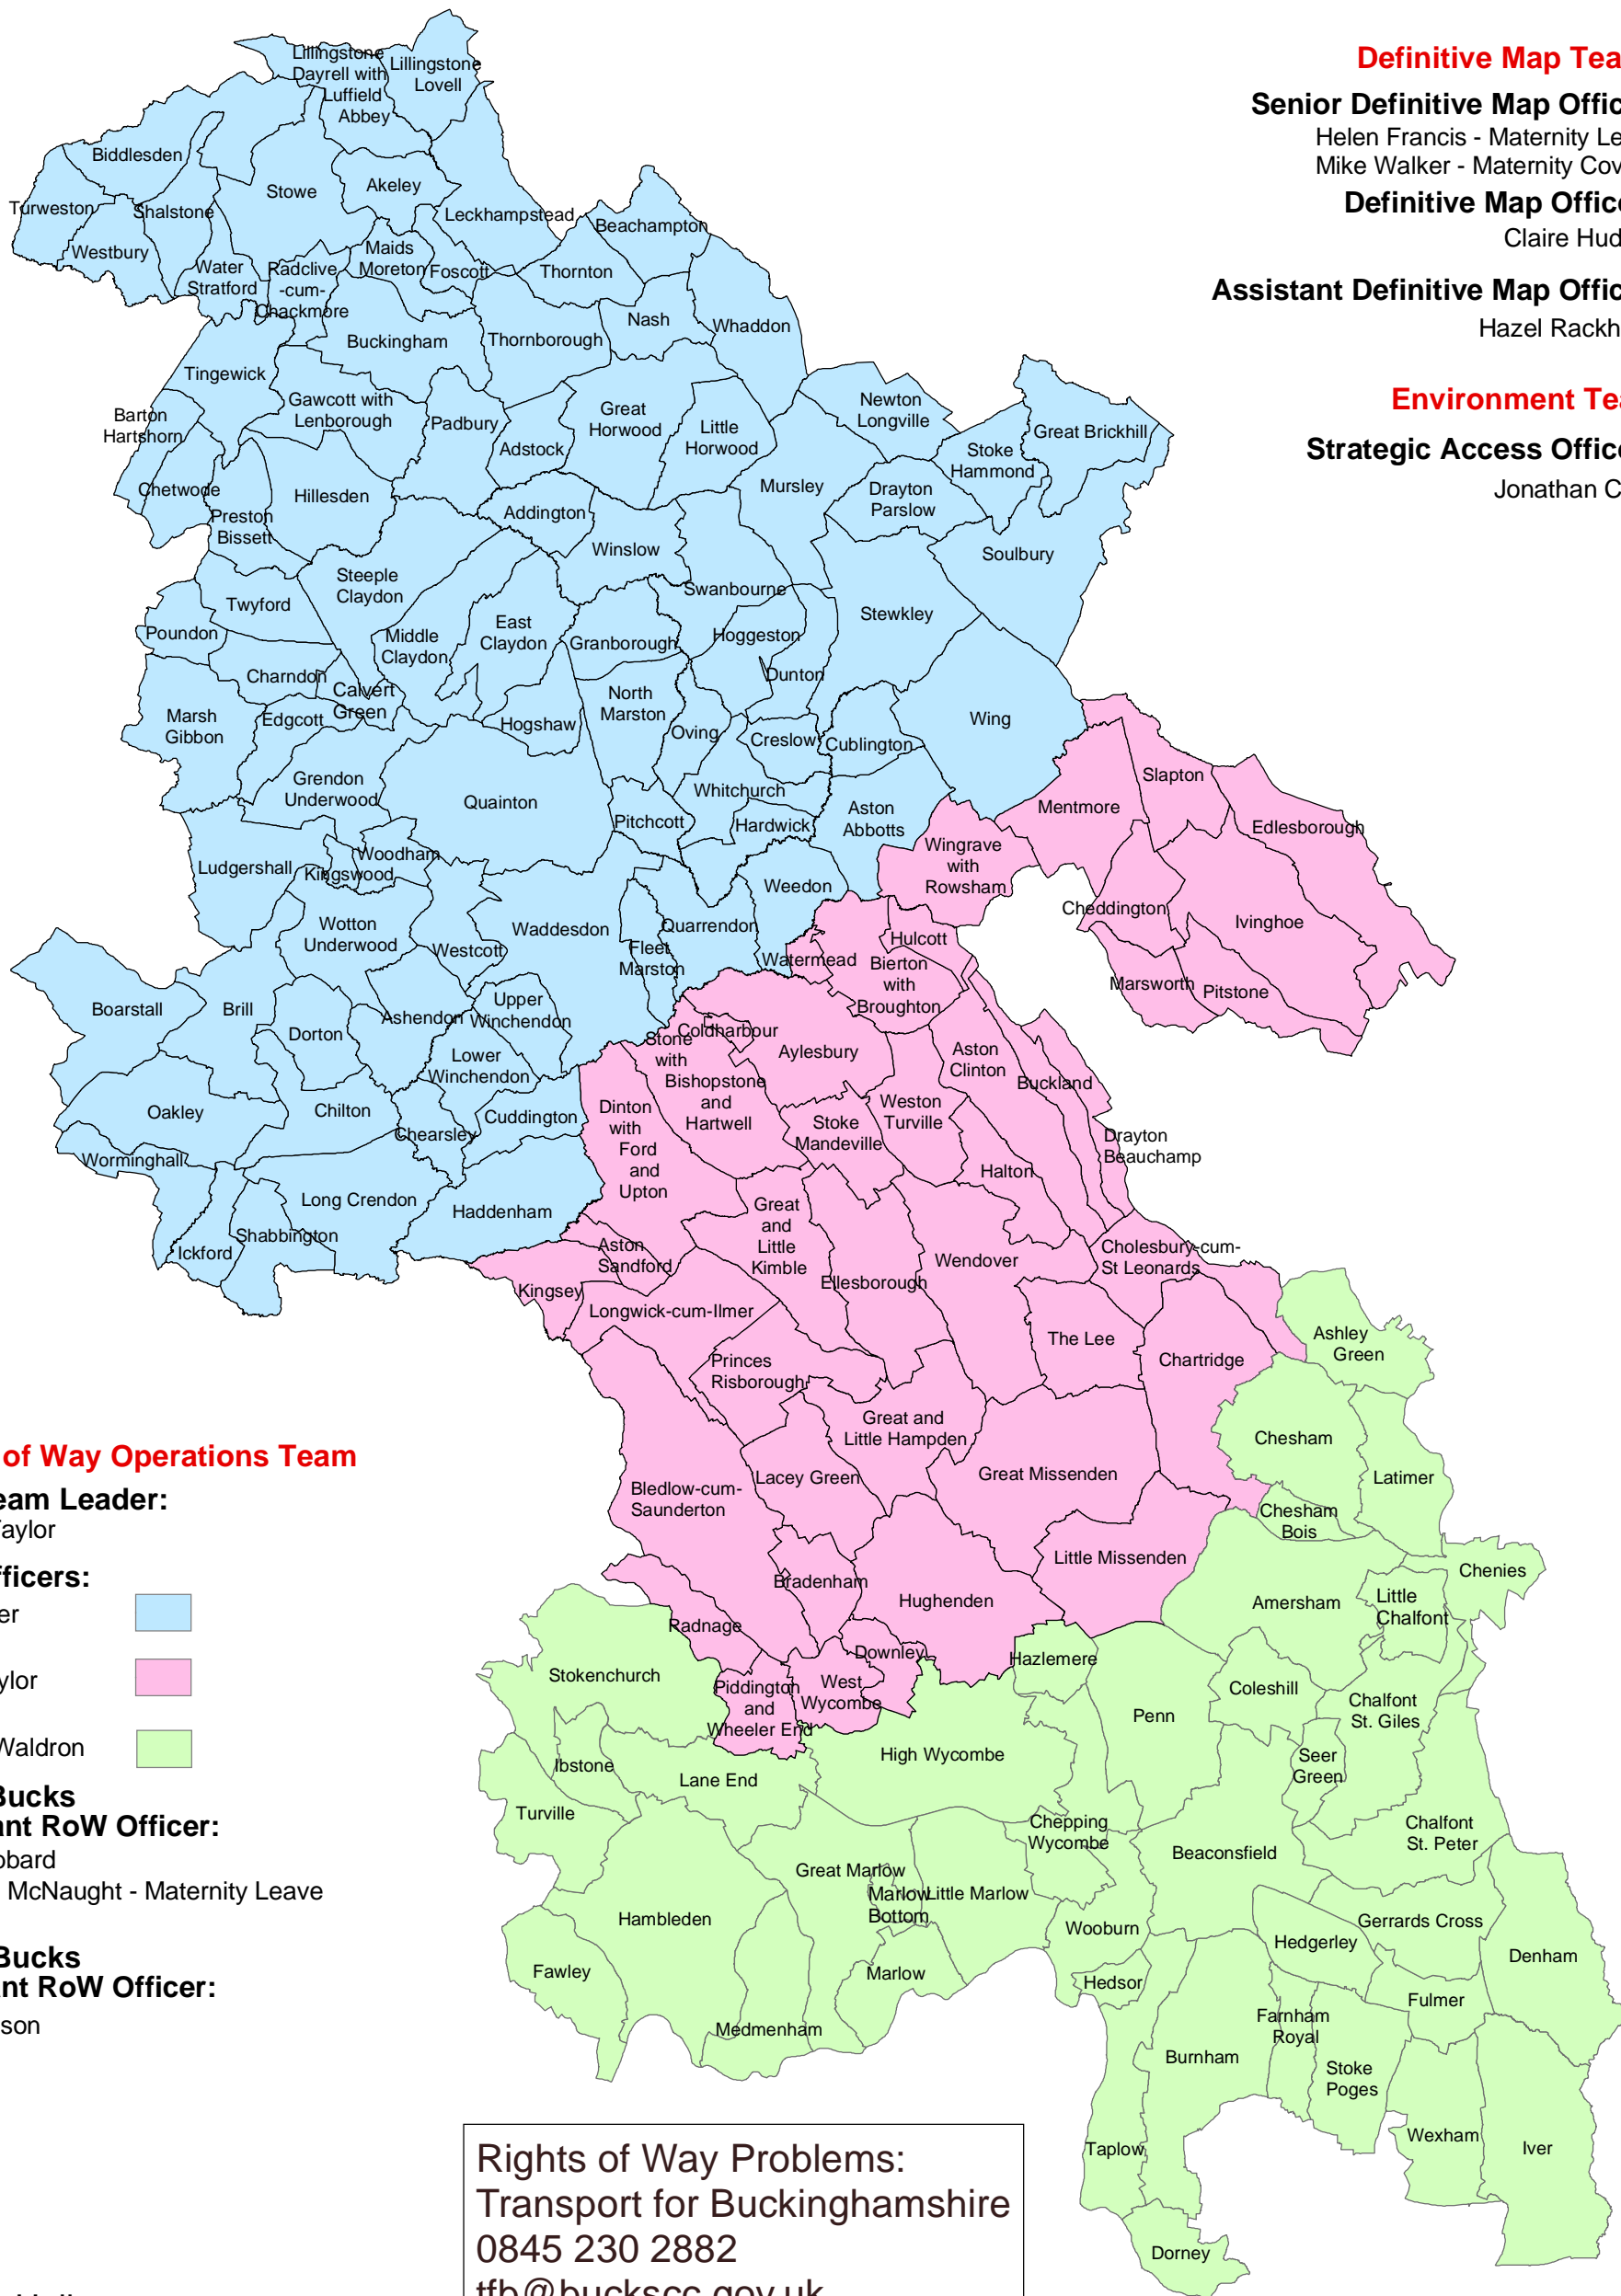 Definitive Map Tea
Senior Definitive Map Offic
Helen Francis - Maternity Le
Mike Walker - Maternity Cov
Definitive Map Office
Claire Hud
Assistant Definitive Map Offic
Hazel Rackh
Environment Tea
Strategic Access Office
Jonathan C
Lillingstone
Dayrell with
Luffield
Abbey
Lillingstone
Lovell
Biddlesden
Stowe
Akeley
Turweston
Shalstone
Leckhampstead
Beachampton
Westbury
Water
Stratford
Radclive
-cum-
Chackmore
Maids
Moreton
Foscott
Thornton
Buckingham
Thornborough
Nash
Whaddon
Tingewick
Barton
Hartshorn
Gawcott with
Lenborough
Padbury
Adstock
Great
Horwood
Little
Horwood
Newton
Longville
Stoke
Hammond
Great Brickhill
Chetwode
Preston
Bissett
Hillesden
Addington
Winslow
Mursley
Drayton
Parslow
Soulbury
Steeple
Claydon
Swanbourne
Twyford
Poundon
Middle
Claydon
East
Claydon
Granborough
Hoggeston
Stewkley
Charndon
Calvert
Green
Dunton
Marsh
Gibbon
Edgcott
Hogshaw
North
Marston
Oving
Creslow
Cublington
Wing
Grendon
Underwood
Quainton
Pitchcott
Whitchurch
Hardwick
Aston
Abbotts
Mentmore
Slapton
Edlesborough
Ludgershall
Kingswood
Woodham
Weedon
Wingrave
with
Rowsham
Wotton
Underwood
Westcott
Waddesdon
Fleet
Marston
Quarrendon
Watermead
Hulcott
Bierton
with
Broughton
Cheddington
Ivinghoe
Marsworth
Pitstone
Boarstall
Brill
Dorton
Ashendon
Upper
Winchendon
Lower
Winchendon
Stone
with
Bishopstone
and
Hartwell
Coldharbour
Aylesbury
Aston
Clinton
Buckland
Drayton
Beauchamp
Oakley
Chilton
Chearsley
Cuddington
Dinton
with
Ford
and
Upton
Stoke
Mandeville
Weston
Turville
Halton
Worminghall
Long Crendon
Haddenham
Ickford
Shabbington
Aston
Sandford
Great
and
Little
Kimble
Ellesborough
Wendover
Cholesbury-cum-
St Leonards
Kingsey
Longwick-cum-Ilmer
The Lee
Chartridge
Ashley
Green
Princes
Risborough
Great and
Little Hampden
Chesham
Latimer
Lacey Green
Great Missenden
Chesham
Bois
Bledlow-cum-
Saunderton
Little Missenden
Bradenham
Hughenden
Amersham
Chenies
Little
Chalfont
Radnage
Downley
Hazlemere
Stokenchurch
Piddington
and
Wheeler End
West
Wycombe
Penn
Coleshill
Chalfont
St. Giles
High Wycombe
Seer
Green
Ibstone
Lane End
Turville
Chepping
Wycombe
Beaconsfield
Chalfont
St. Peter
Great Marlow
Marlow
Bottom
Little Marlow
Hambleden
Wooburn
Hedgerley
Gerrards Cross
Denham
Fawley
Marlow
Hedsor
Fulmer
Medmenham
Farnham
Royal
Burnham
Stoke
Poges
Taplow
Wexham
Iver
Dorney
of Way Operations Team
eam Leader:
Taylor
fficers:
er
ylor
Waldron
Bucks
ant RoW Officer:
obard
McNaught - Maternity Leave
Bucks
ant RoW Officer:
son
Rights of Way Problems:
Transport for Buckinghamshire
0845 230 2882
tfb@buckscc.gov.uk